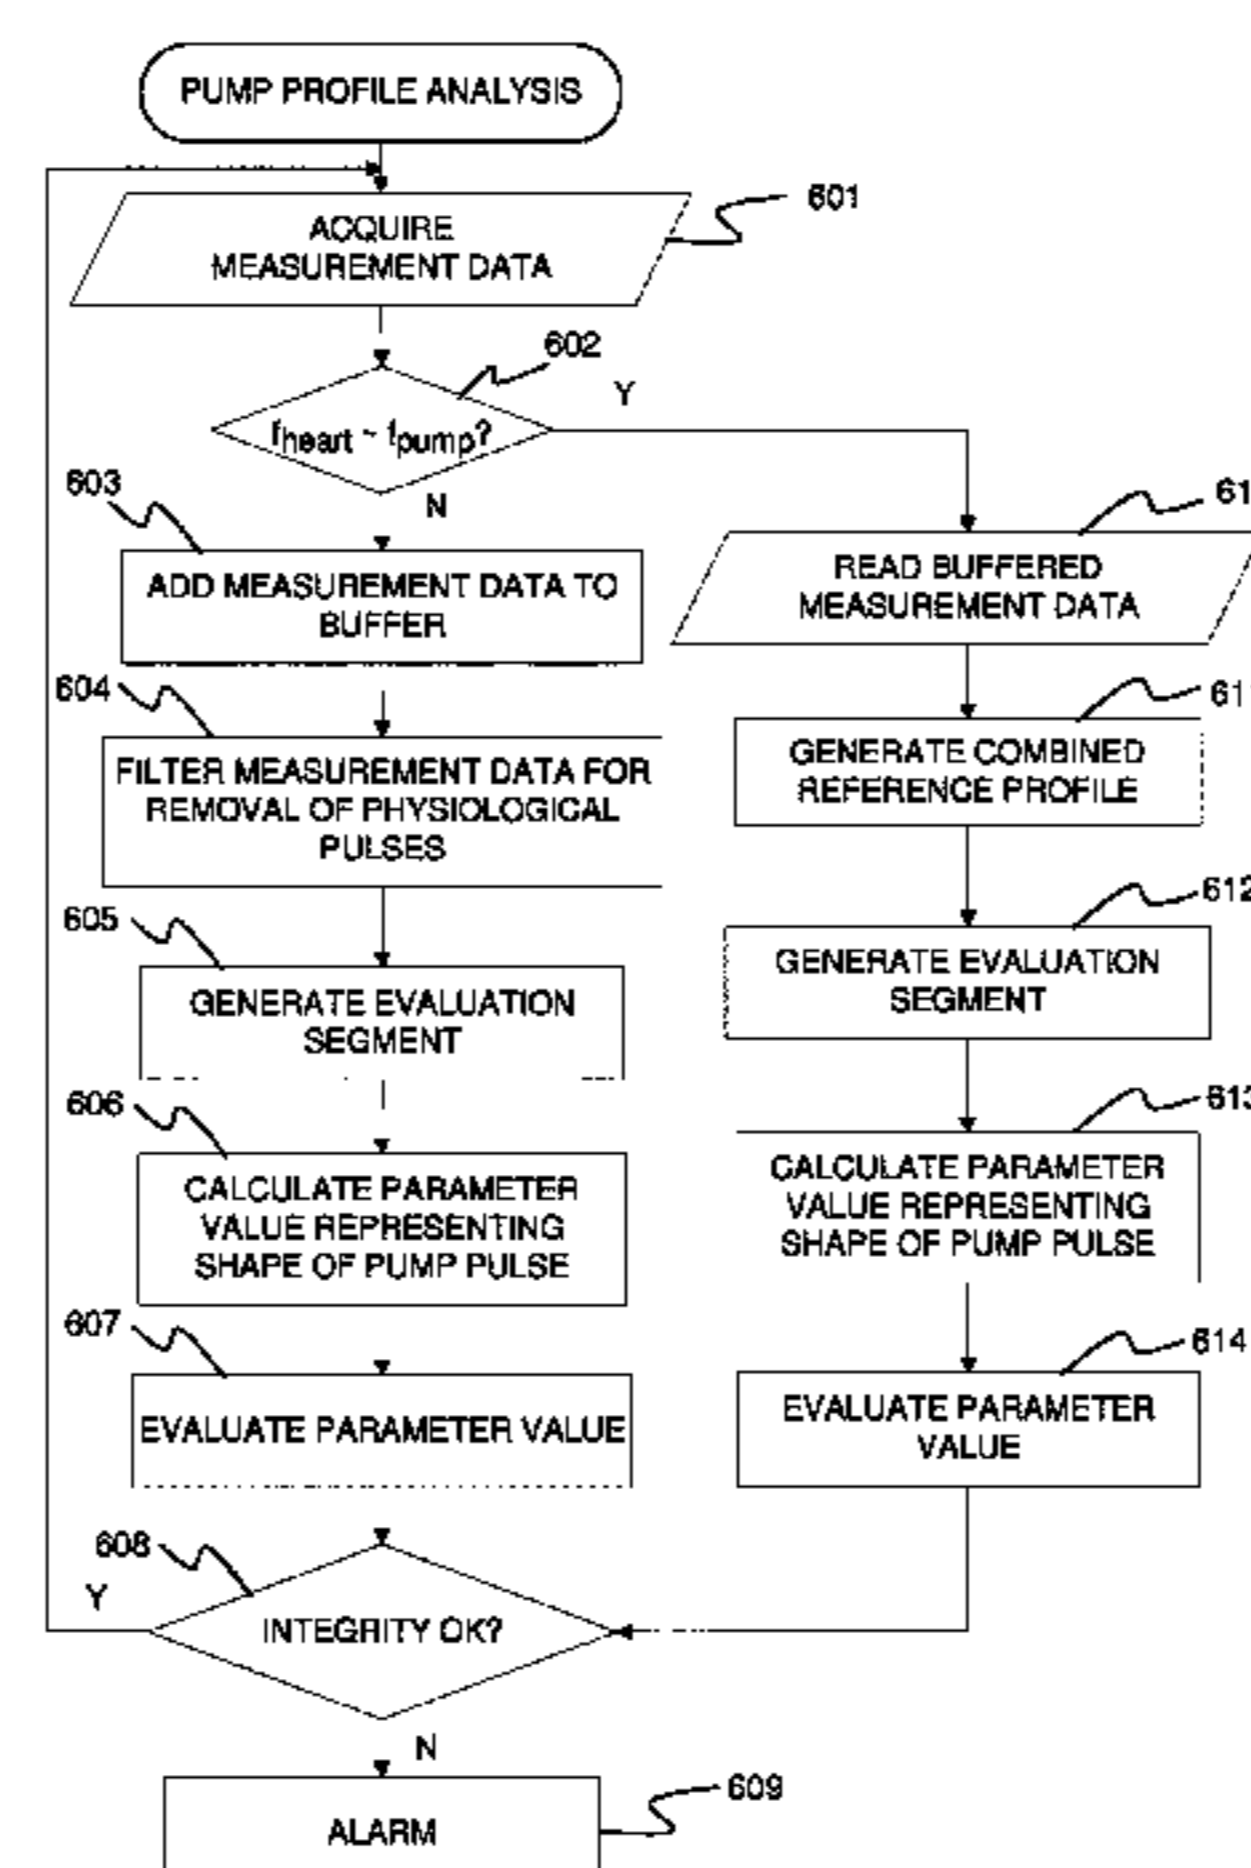 PUMP PROFILE ANALYSIS
ACQUIRE
MEASUREMENT DATA
601
602
fheart ~ fpump?
Y
N
603
ADD MEASUREMENT DATA TO
BUFFER
604
FILTER MEASUREMENT DATA FOR
REMOVAL OF PHYSIOLOGICAL
PULSES
605
GENERATE EVALUATION
SEGMENT
606
CALCULATE PARAMETER
VALUE REPRESENTING
SHAPE OF PUMP PULSE
607
EVALUATE PARAMETER VALUE
608
Y
INTEGRITY OK?
N
ALARM
609
READ BUFFERED
MEASUREMENT DATA
611
GENERATE COMBINED
REFERENCE PROFILE
612
GENERATE EVALUATION
SEGMENT
613
CALCULATE PARAMETER
VALUE REPRESENTING
SHAPE OF PUMP PULSE
614
EVALUATE PARAMETER
VALUE